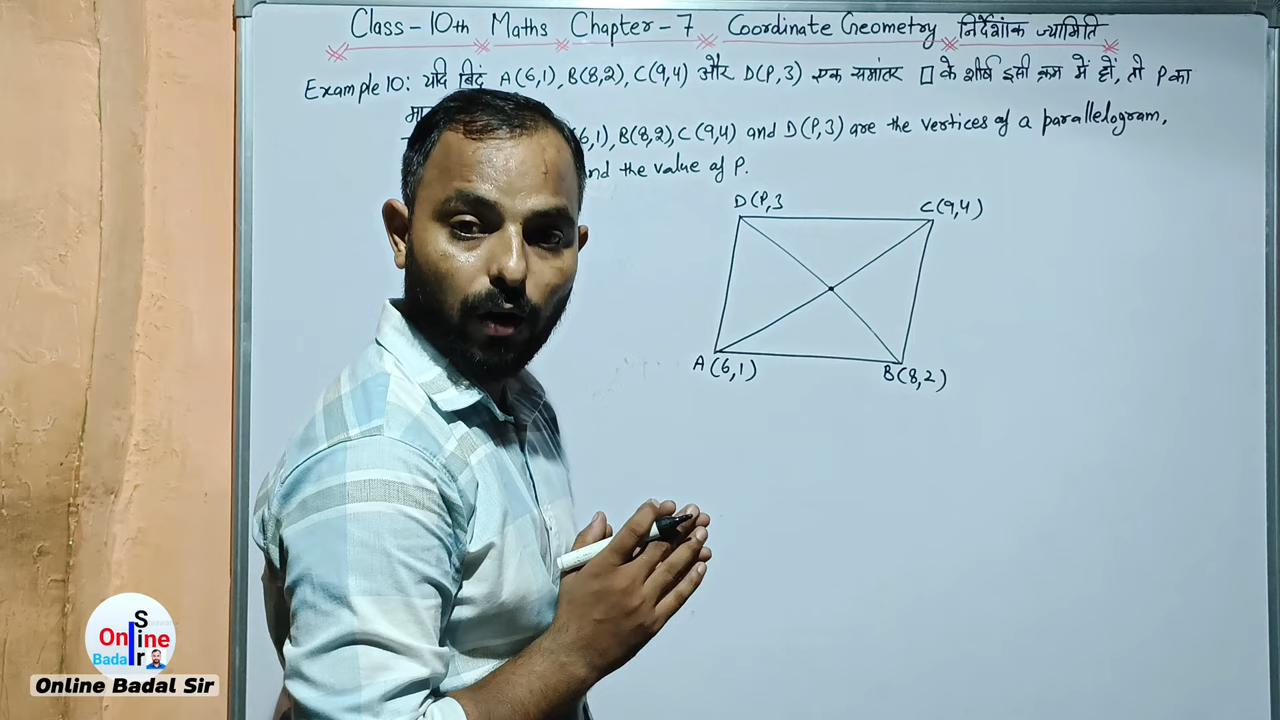 Class-10th Maths Chapter-7 Coordinate Geometry निर्देशांक ज्यामिति
Example 10: यदि बिंदु A(6,1), B(8,2), C(9,4) और D(P,3) एक समांतर ▯ के शीर्ष इसी क्रम में हों, तो P का
मा
6,1), B(8,2), C(9,4) and D(P,3) are the vertices of a parallelogram,
nd the value of P.
D(P,3
C(9,4)
A(6,1)
B(8,2)
Online
Sir
Badal
Online Badal Sir